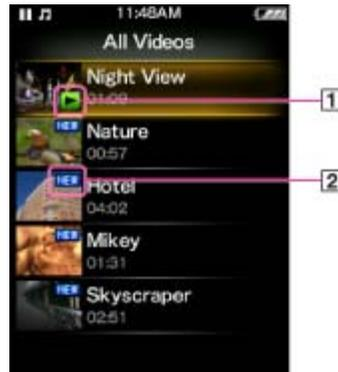 11:48AM
All Videos
Night View
01:09
1
NEW
Nature
00:57
NEW
Hotel
2
04:02
NEW
Mikey
01:31
NEW
Skyscraper
02:51